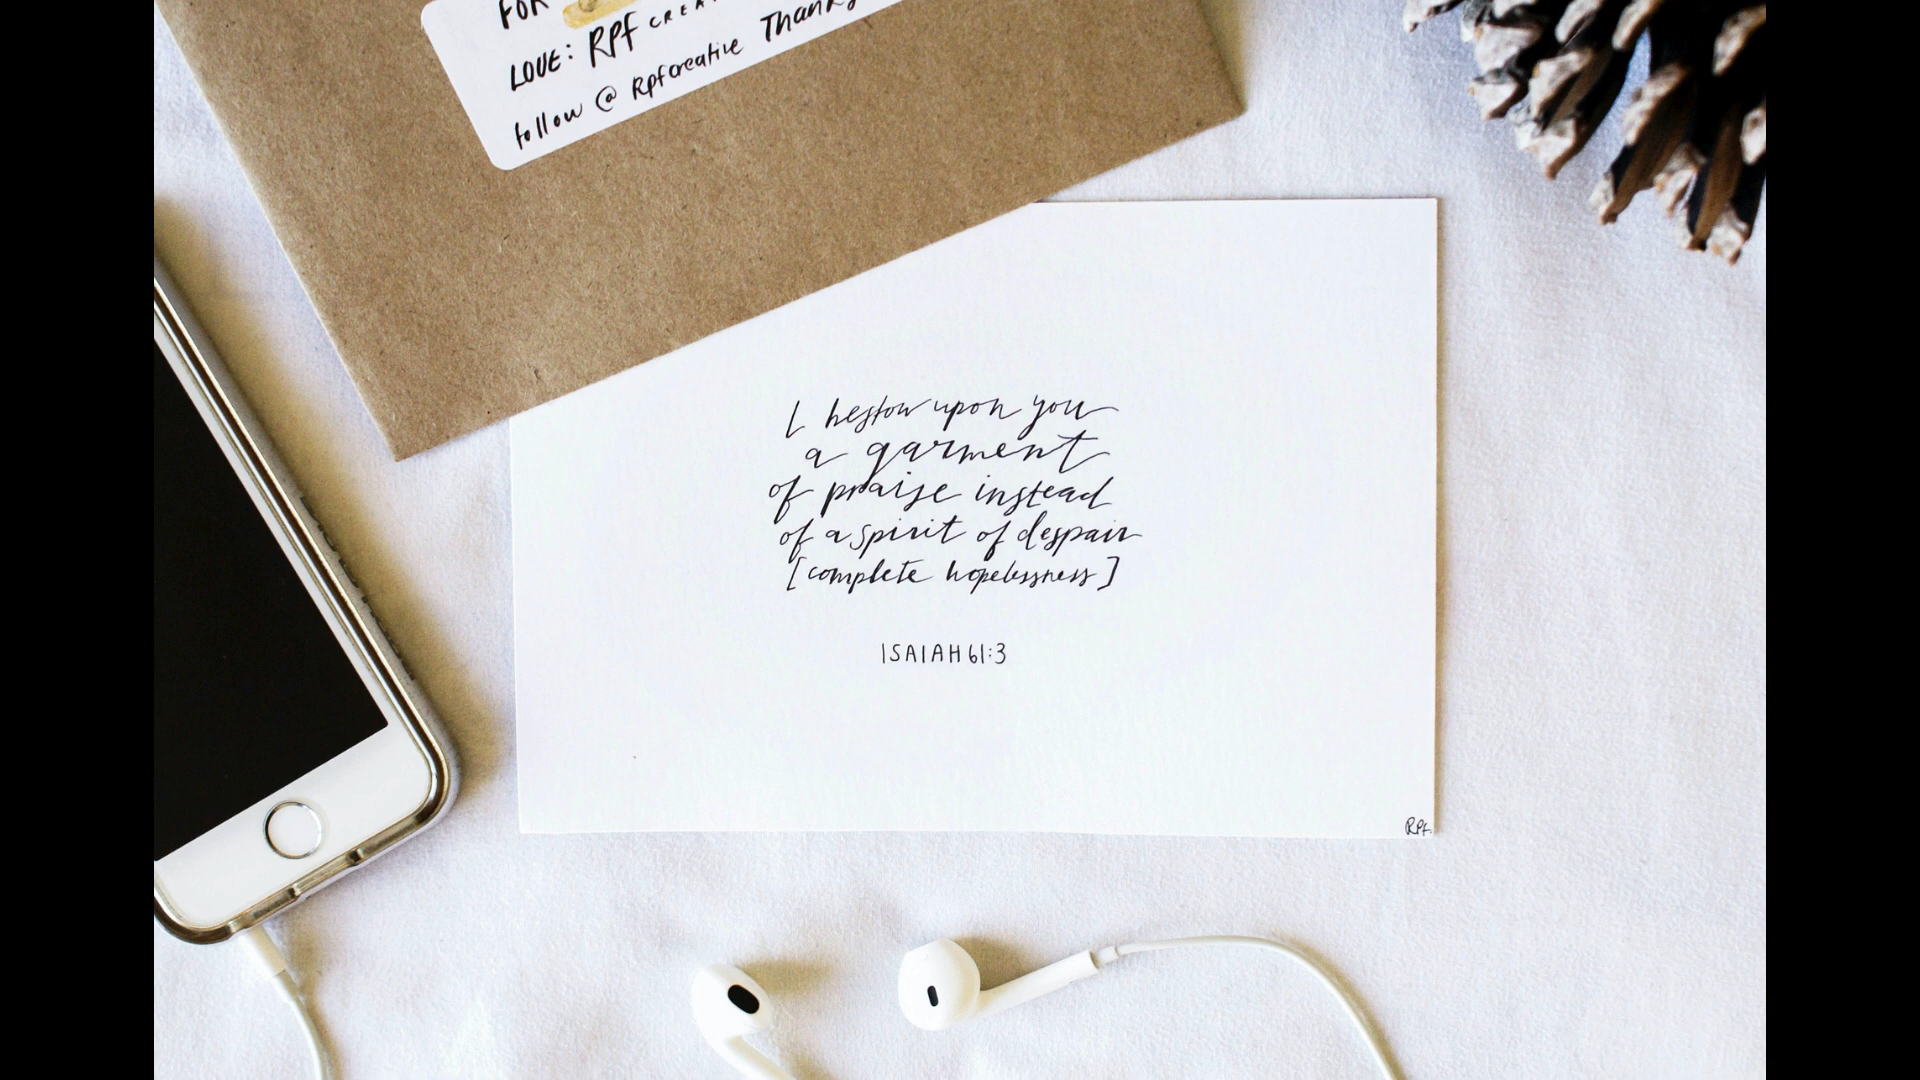 FOR
LOVE: RPF CREA
follow @ Rpfcreative Thank
I bestow upon you
a garment
of praise instead
of a spirit of despair
[complete hopelessness]
ISAIAH 61:3
RPf.